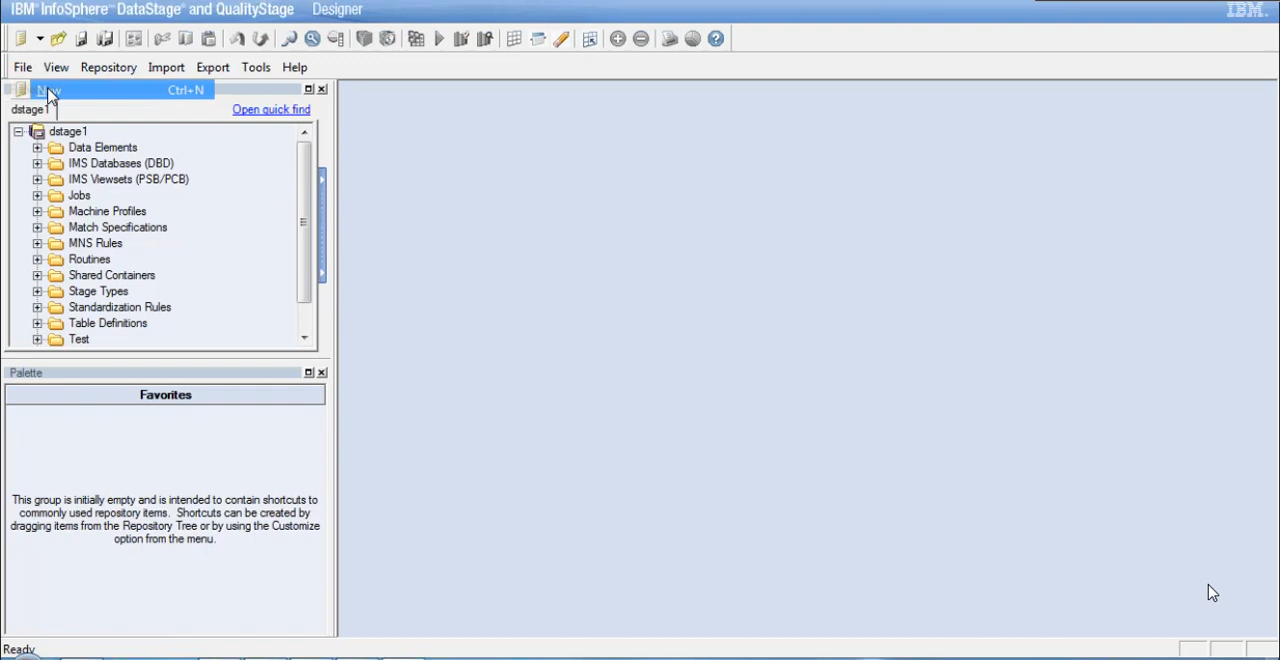 IBM® InfoSphere™ DataStage® and QualityStage Designer
IBM.
File View Repository Import Export Tools Help
New Ctrl+N
dstage1 Open quick find
dstage1
Data Elements
IMS Databases (DBD)
IMS Viewsets (PSB/PCB)
Jobs
Machine Profiles
Match Specifications
MNS Rules
Routines
Shared Containers
Stage Types
Standardization Rules
Table Definitions
Test
Palette
Favorites
This group is initially empty and is intended to contain shortcuts to
commonly used repository items. Shortcuts can be created by
dragging items from the Repository Tree or by using the Customize
option from the menu.
Ready